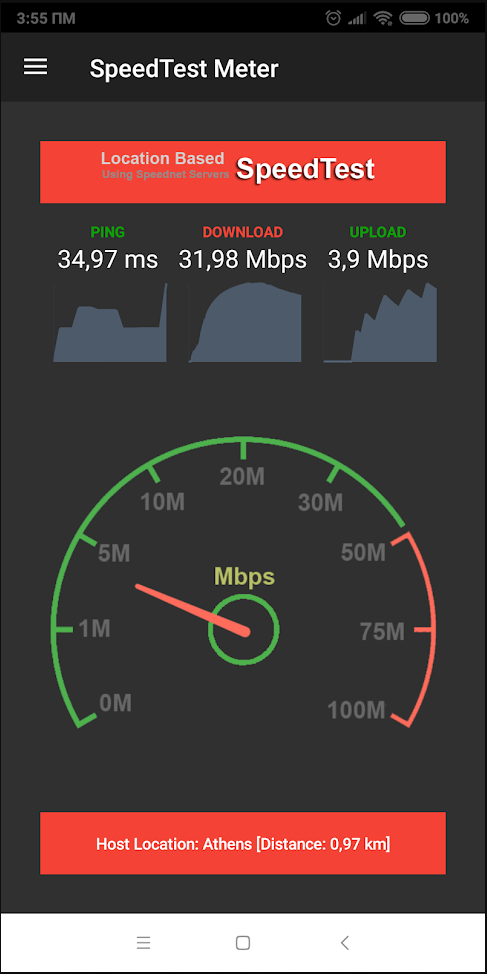 3:55 ПМ
100%
SpeedTest Meter
Location Based
Using Speednet Servers
SpeedTest
PING
DOWNLOAD
UPLOAD
34,97 ms
31,98 Mbps
3,9 Mbps
20M
10M
30M
5M
50M
Mbps
1M
75M
0M
100M
Host Location: Athens [Distance: 0,97 km]